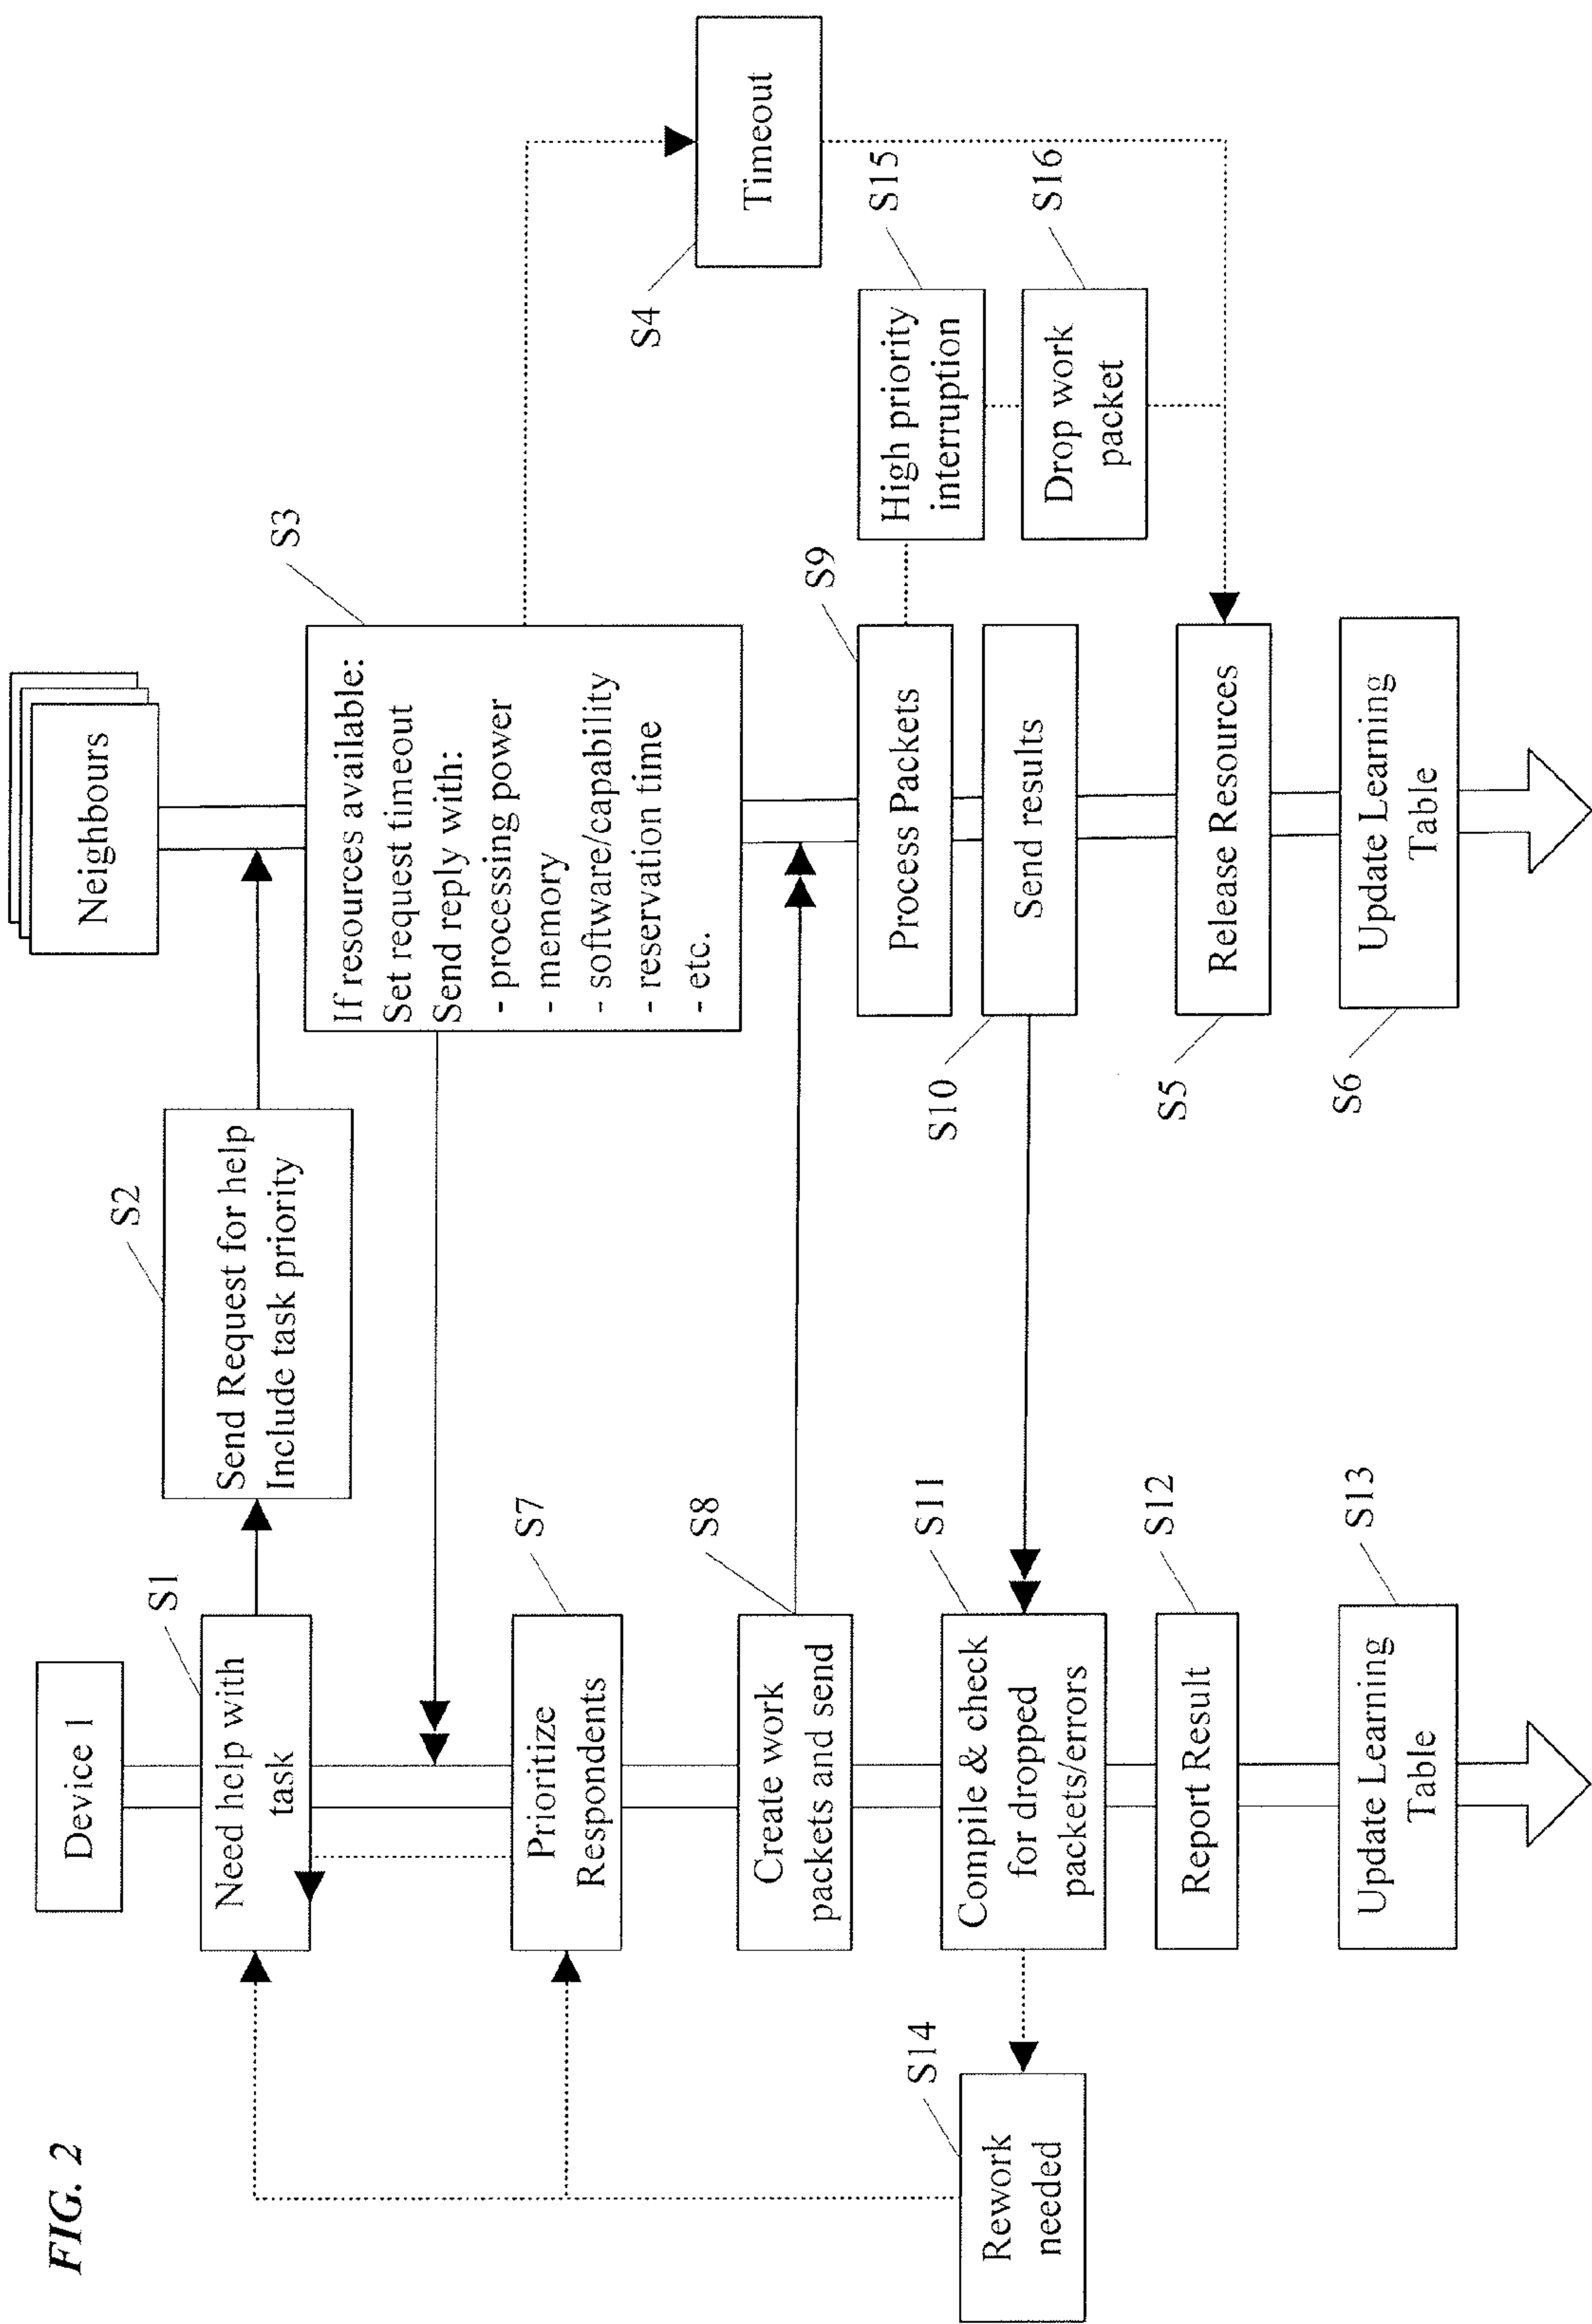 FIG. 2
Device 1
Neighbours
S1
Need help with
task
S2
Send Request for help
Include task priority
S3
If resources available:
Set request timeout
Send reply with:
- processing power
- memory
- software/capability
- reservation time
- etc.
S4
Timeout
S7
Prioritize
Respondents
S8
Create work
packets and send
S9
Process Packets
S15
High priority
interruption
S16
Drop work
packet
S10
Send results
S11
Compile & check
for dropped
packets/errors
S14
Rework
needed
S12
Report Result
S5
Release Resources
S13
Update Learning
Table
S6
Update Learning
Table